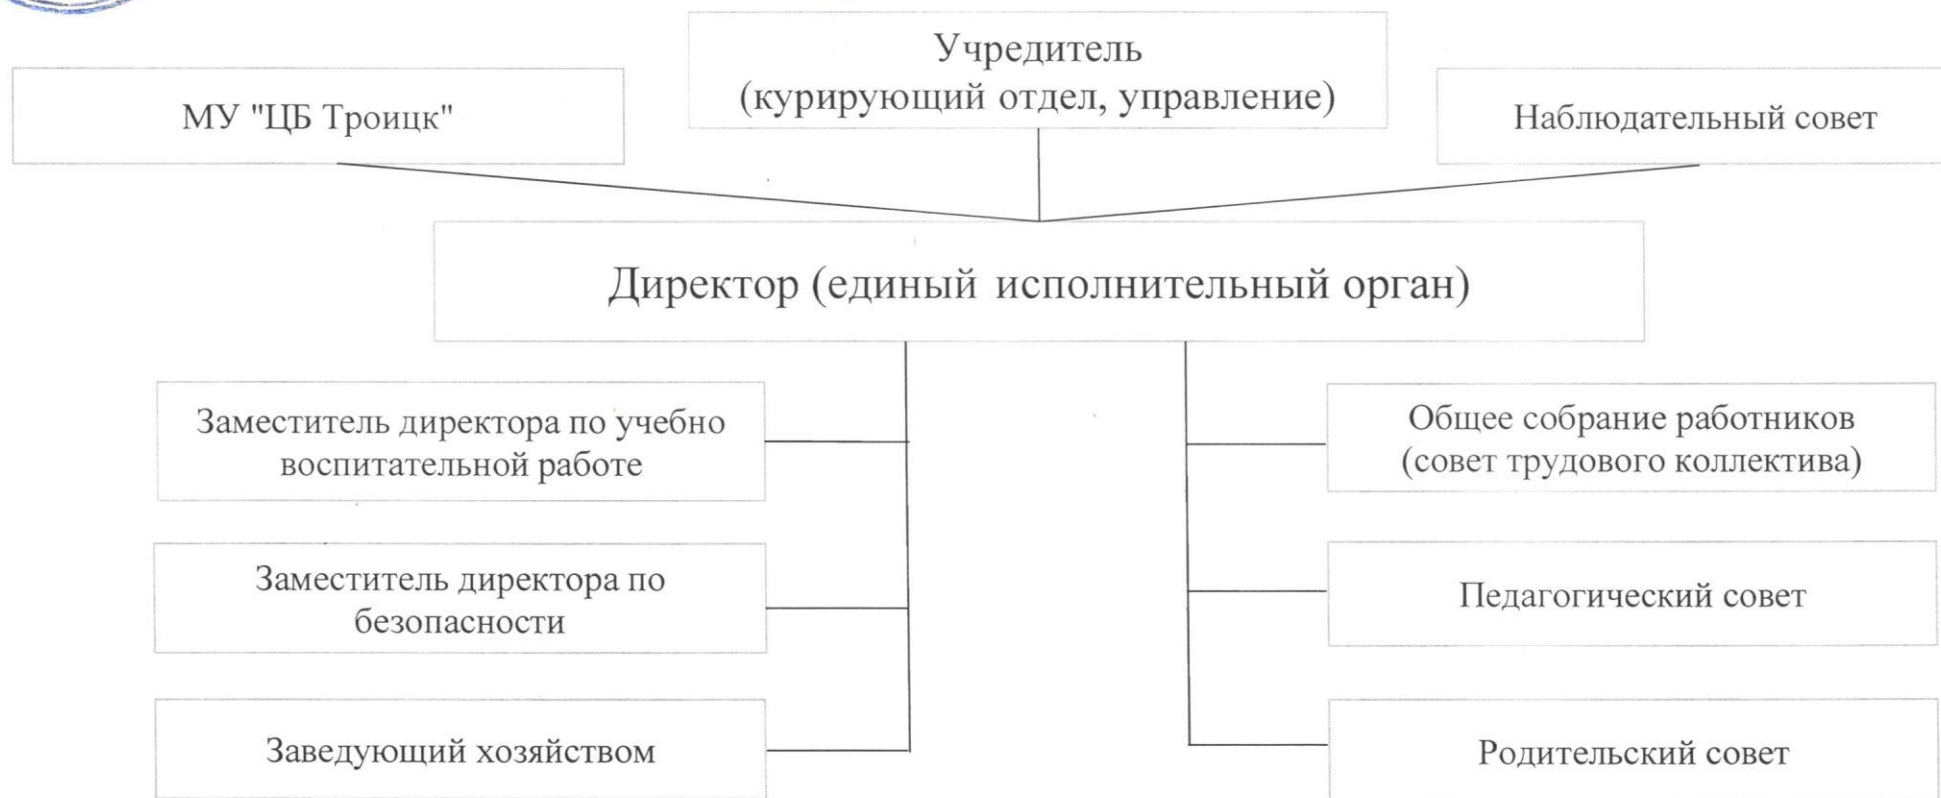 Учредитель
(курирующий отдел, управление)
МУ "ЦБ Троицк"
Наблюдательный совет
Директор (единый исполнительный орган)
Заместитель директора по учебно
воспитательной работе
Общее собрание работников
(совет трудового коллектива)
Заместитель директора по
безопасности
Педагогический совет
Заведующий хозяйством
Родительский совет